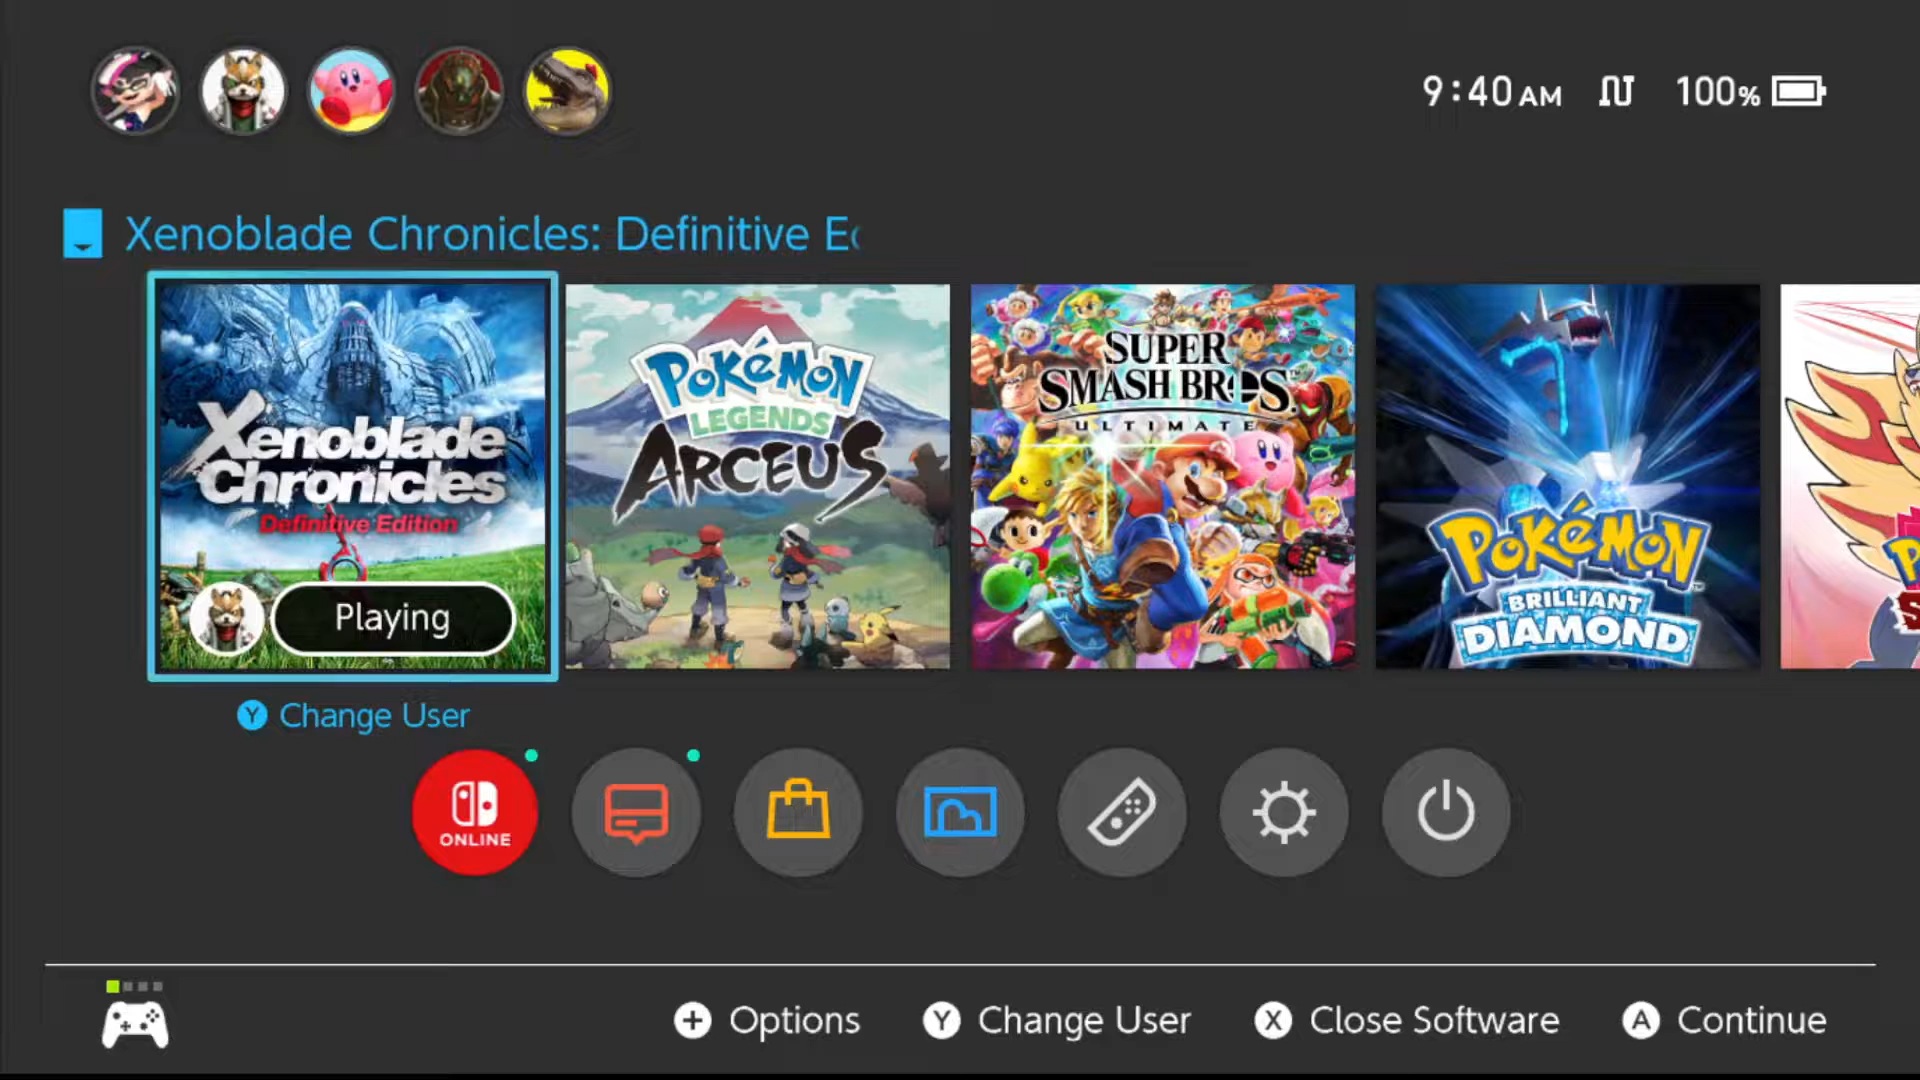 9:40 AM 100%
Xenoblade Chronicles: Definitive E
Xenoblade
Chronicles
Definitive Edition
Playing
POKÉMON
LEGENDS
ARCEUS
SUPER
SMASH BROS.
ULTIMATE
POKÉMON
BRILLIANT
DIAMOND
Y Change User
ONLINE
+ Options
Y Change User
X Close Software
A Continue